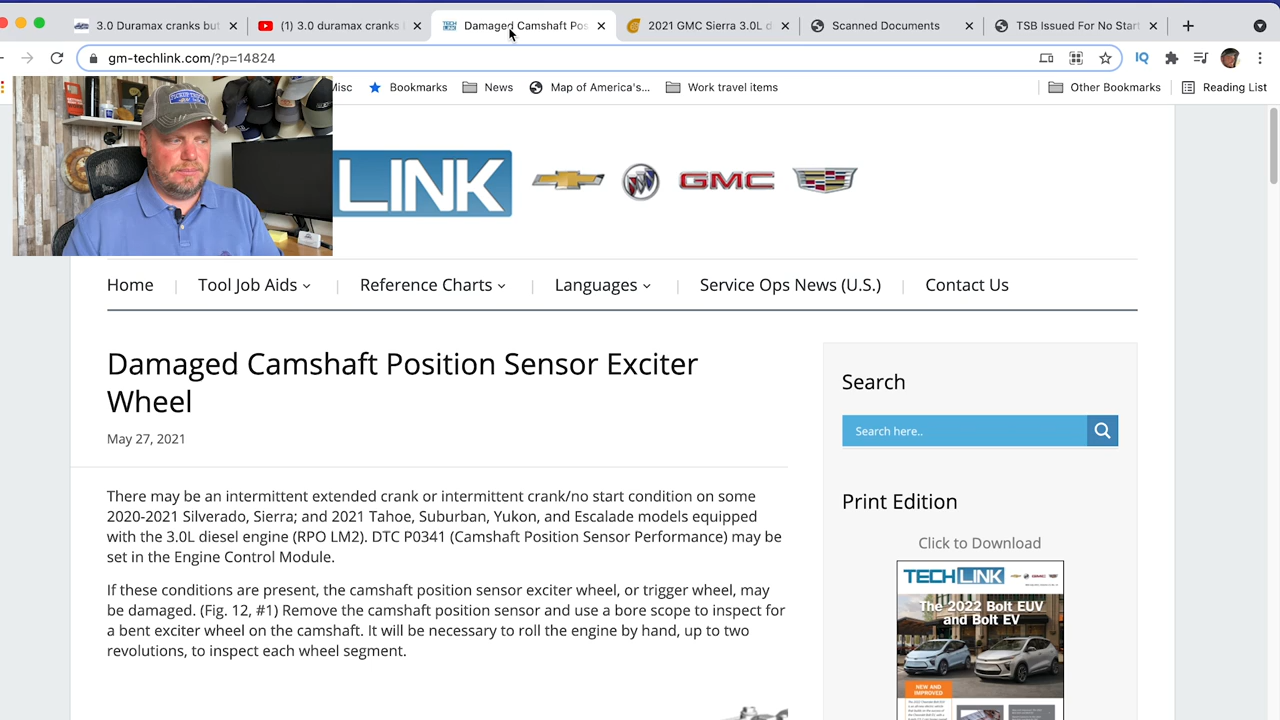 3.0 Duramax cranks but
(1) 3.0 duramax cranks
Damaged Camshaft Pos
2021 GMC Sierra 3.0L d
Scanned Documents
TSB Issued For No Start
gm-techlink.com/?p=14824
IQ
Misc
Bookmarks
News
Map of America's...
Work travel items
Other Bookmarks
Reading List
LINK
GMC
Home
Tool Job Aids
Reference Charts
Languages
Service Ops News (U.S.)
Contact Us
Damaged Camshaft Position Sensor Exciter
Wheel
May 27, 2021
There may be an intermittent extended crank or intermittent crank/no start condition on some
2020-2021 Silverado, Sierra; and 2021 Tahoe, Suburban, Yukon, and Escalade models equipped
with the 3.0L diesel engine (RPO LM2). DTC P0341 (Camshaft Position Sensor Performance) may be
set in the Engine Control Module.
If these conditions are present, the camshaft position sensor exciter wheel, or trigger wheel, may
be damaged. (Fig. 12, #1) Remove the camshaft position sensor and use a bore scope to inspect for
a bent exciter wheel on the camshaft. It will be necessary to roll the engine by hand, up to two
revolutions, to inspect each wheel segment.
Search
Search here..
Print Edition
Click to Download
TECH LINK
The 2022 Bolt EUV
and Bolt EV
NEW AND
IMPROVED